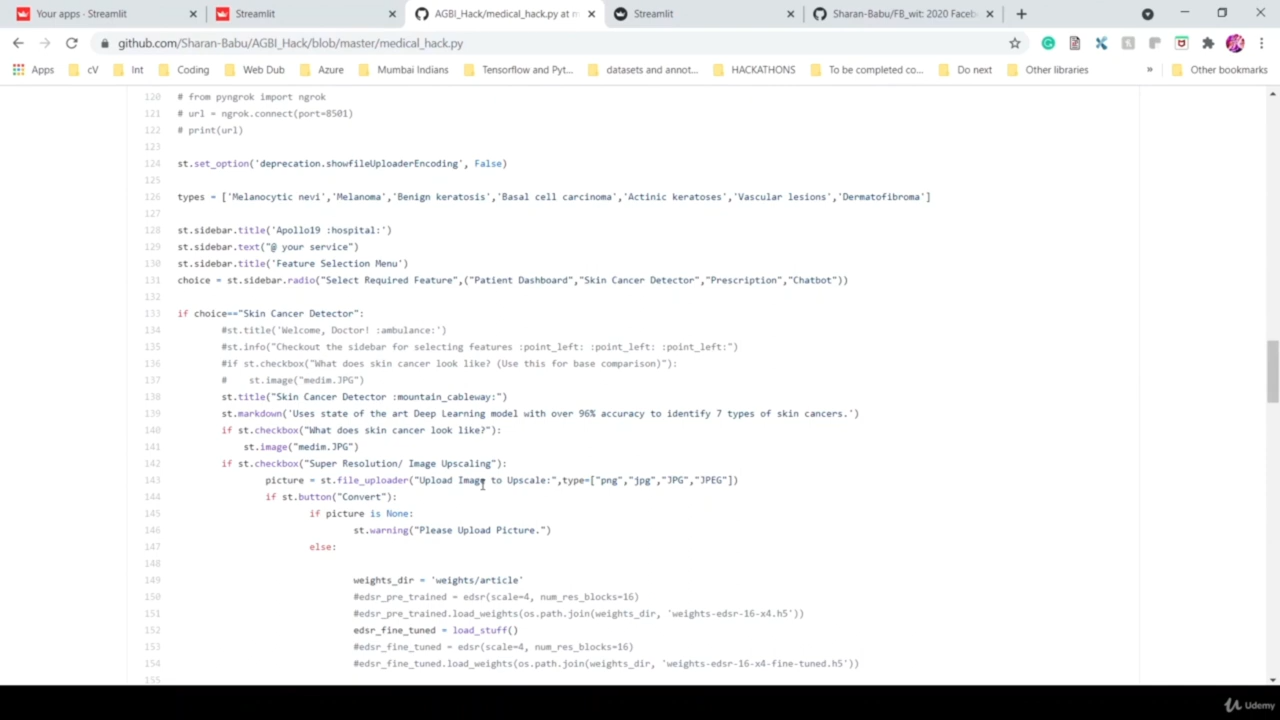 Your apps · Streamlit
Streamlit
AGBI_Hack/medical_hack.py at m
Streamlit
Sharan-Babu/FB_wit: 2020 Faceb
github.com/Sharan-Babu/AGBI_Hack/blob/master/medical_hack.py
Apps
cV
Int
Coding
Web Dub
Azure
Mumbai Indians
Tensorflow and Pyt...
datasets and annot...
HACKATHONS
To be completed co...
Do next
Other libraries
»
Other bookmarks
120 # from pyngrok import ngrok
121 # url = ngrok.connect(port=8501)
122 # print(url)
123
124 st.set_option('deprecation.showfileUploaderEncoding', False)
125
126 types = ['Melanocytic nevi','Melanoma','Benign keratosis','Basal cell carcinoma','Actinic keratoses','Vascular lesions','Dermatofibroma']
127
128 st.sidebar.title('Apollo19 :hospital:')
129 st.sidebar.text("@ your service")
130 st.sidebar.title('Feature Selection Menu')
131 choice = st.sidebar.radio("Select Required Feature",("Patient Dashboard","Skin Cancer Detector","Prescription","Chatbot"))
132
133 if choice=="Skin Cancer Detector":
134 #st.title('Welcome, Doctor! :ambulance:')
135 #st.info("Checkout the sidebar for selecting features :point_left: :point_left: :point_left:")
136 #if st.checkbox("What does skin cancer look like? (Use this for base comparison)"):
137 # st.image("medim.JPG")
138 st.title("Skin Cancer Detector :mountain_cableway:")
139 st.markdown('Uses state of the art Deep Learning model with over 96% accuracy to identify 7 types of skin cancers.')
140 if st.checkbox("What does skin cancer look like?"):
141 st.image("medim.JPG")
142 if st.checkbox("Super Resolution/ Image Upscaling"):
143 picture = st.file_uploader("Upload Image to Upscale:",type=["png","jpg","JPG","JPEG"])
144 if st.button("Convert"):
145 if picture is None:
146 st.warning("Please Upload Picture.")
147 else:
148
149 weights_dir = 'weights/article'
150 #edsr_pre_trained = edsr(scale=4, num_res_blocks=16)
151 #edsr_pre_trained.load_weights(os.path.join(weights_dir, 'weights-edsr-16-x4.h5'))
152 edsr_fine_tuned = load_stuff()
153 #edsr_fine_tuned = edsr(scale=4, num_res_blocks=16)
154 #edsr_fine_tuned.load_weights(os.path.join(weights_dir, 'weights-edsr-16-x4-fine-tuned.h5'))
155
Udemy